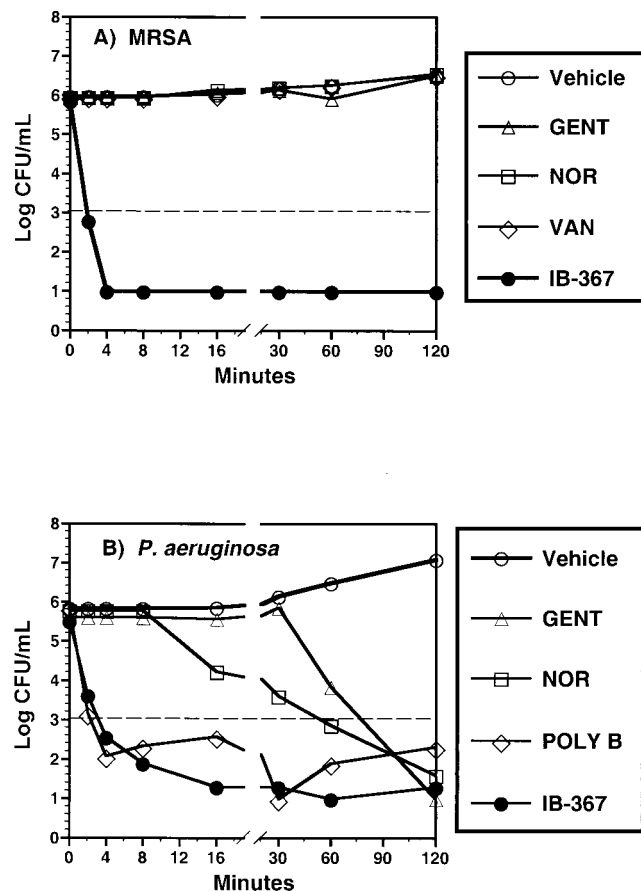 A) MRSA
Log CFU/mL
8
7
6
5
4
3
2
1
0
0 4 8 12 16 30 60 90 120
Minutes
Vehicle
GENT
NOR
VAN
IB-367
B) P. aeruginosa
Log CFU/mL
8
7
6
5
4
3
2
1
0
0 4 8 12 16 30 60 90 120
Minutes
Vehicle
GENT
NOR
POLY B
IB-367